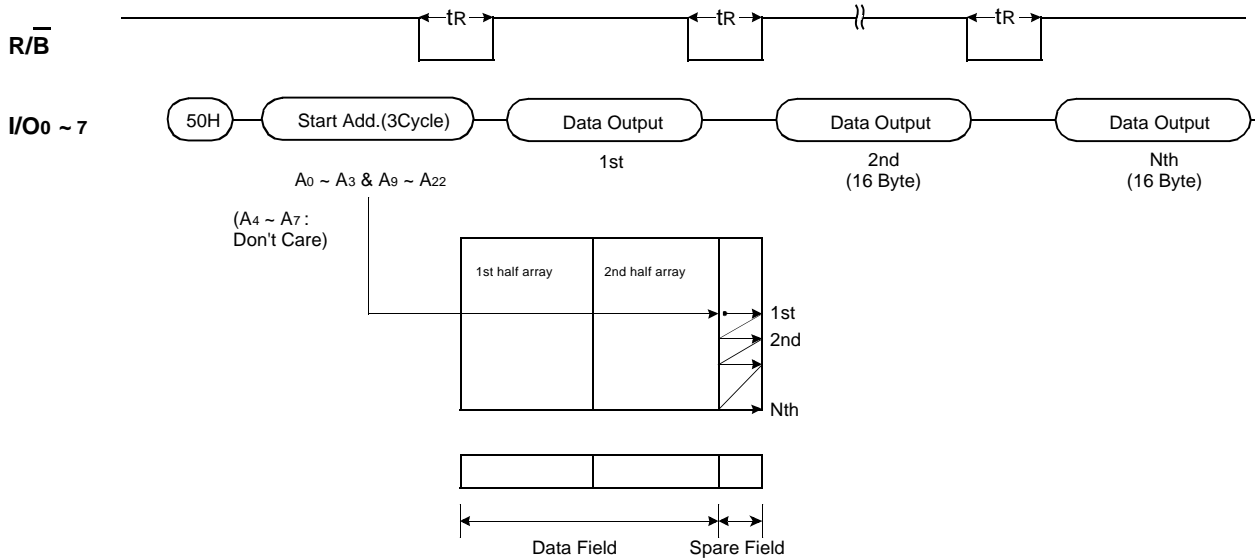 tR tR tR
R/B
50H Start Add.(3Cycle) Data Output Data Output Data Output
I/O0 ~ 7
1st 2nd Nth
(16 Byte) (16 Byte)
A0 ~ A3 & A9 ~ A22
(A4 ~ A7 :
Don't Care)
1st half array 2nd half array
1st
2nd
Nth
Data Field Spare Field